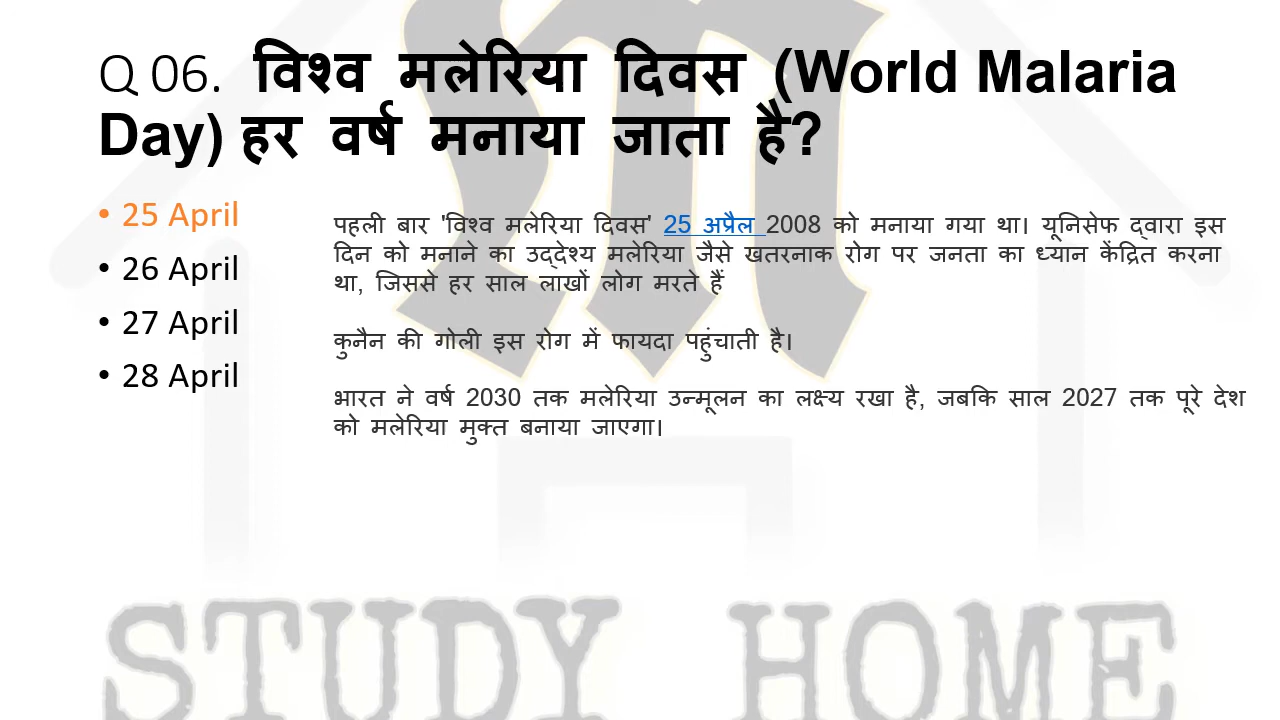 Q 06. विश्व मलेरिया दिवस (World Malaria
Day) हर वर्ष मनाया जाता है?
• 25 April
• 26 April
• 27 April
• 28 April
पहली बार 'विश्व मलेरिया दिवस' 25 अप्रैल 2008 को मनाया गया था। यूनिसेफ द्वारा इस
दिन को मनाने का उद्देश्य मलेरिया जैसे खतरनाक रोग पर जनता का ध्यान केंद्रित करना
था, जिससे हर साल लाखों लोग मरते हैं
कुनैन की गोली इस रोग में फायदा पहुंचाती है।
भारत ने वर्ष 2030 तक मलेरिया उन्मूलन का लक्ष्य रखा है, जबकि साल 2027 तक पूरे देश
को मलेरिया मुक्त बनाया जाएगा।
STUDY HOME